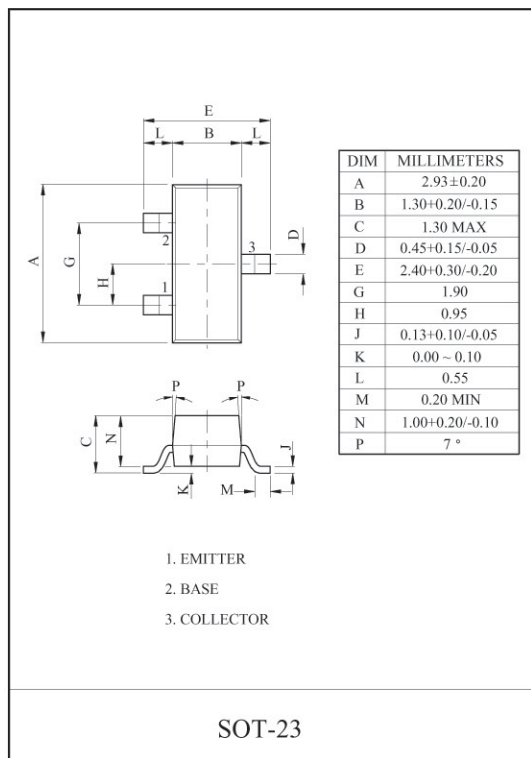 E
L B L
A
G
H
D
2
3
1
DIM MILLIMETERS
A 2.93±0.20
B 1.30+0.20/-0.15
C 1.30 MAX
D 0.45+0.15/-0.05
E 2.40+0.30/-0.20
G 1.90
H 0.95
J 0.13+0.10/-0.05
K 0.00 ~ 0.10
L 0.55
M 0.20 MIN
N 1.00+0.20/-0.10
P 7 °
P P
C
N
K
M
J
1. EMITTER
2. BASE
3. COLLECTOR
SOT-23